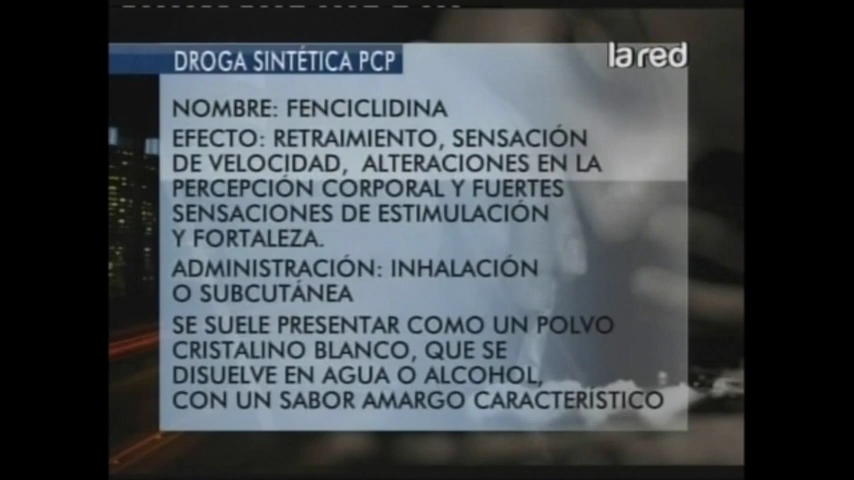 DROGA SINTÉTICA PCP
la red
NOMBRE: FENCICLIDINA
EFECTO: RETRAIMIENTO, SENSACIÓN
DE VELOCIDAD, ALTERACIONES EN LA
PERCEPCIÓN CORPORAL Y FUERTES
SENSACIONES DE ESTIMULACIÓN
Y FORTALEZA.
ADMINISTRACIÓN: INHALACIÓN
O SUBCUTÁNEA
SE SUELE PRESENTAR COMO UN POLVO
CRISTALINO BLANCO, QUE SE
DISUELVE EN AGUA O ALCOHOL,
CON UN SABOR AMARGO CARACTERISTICO